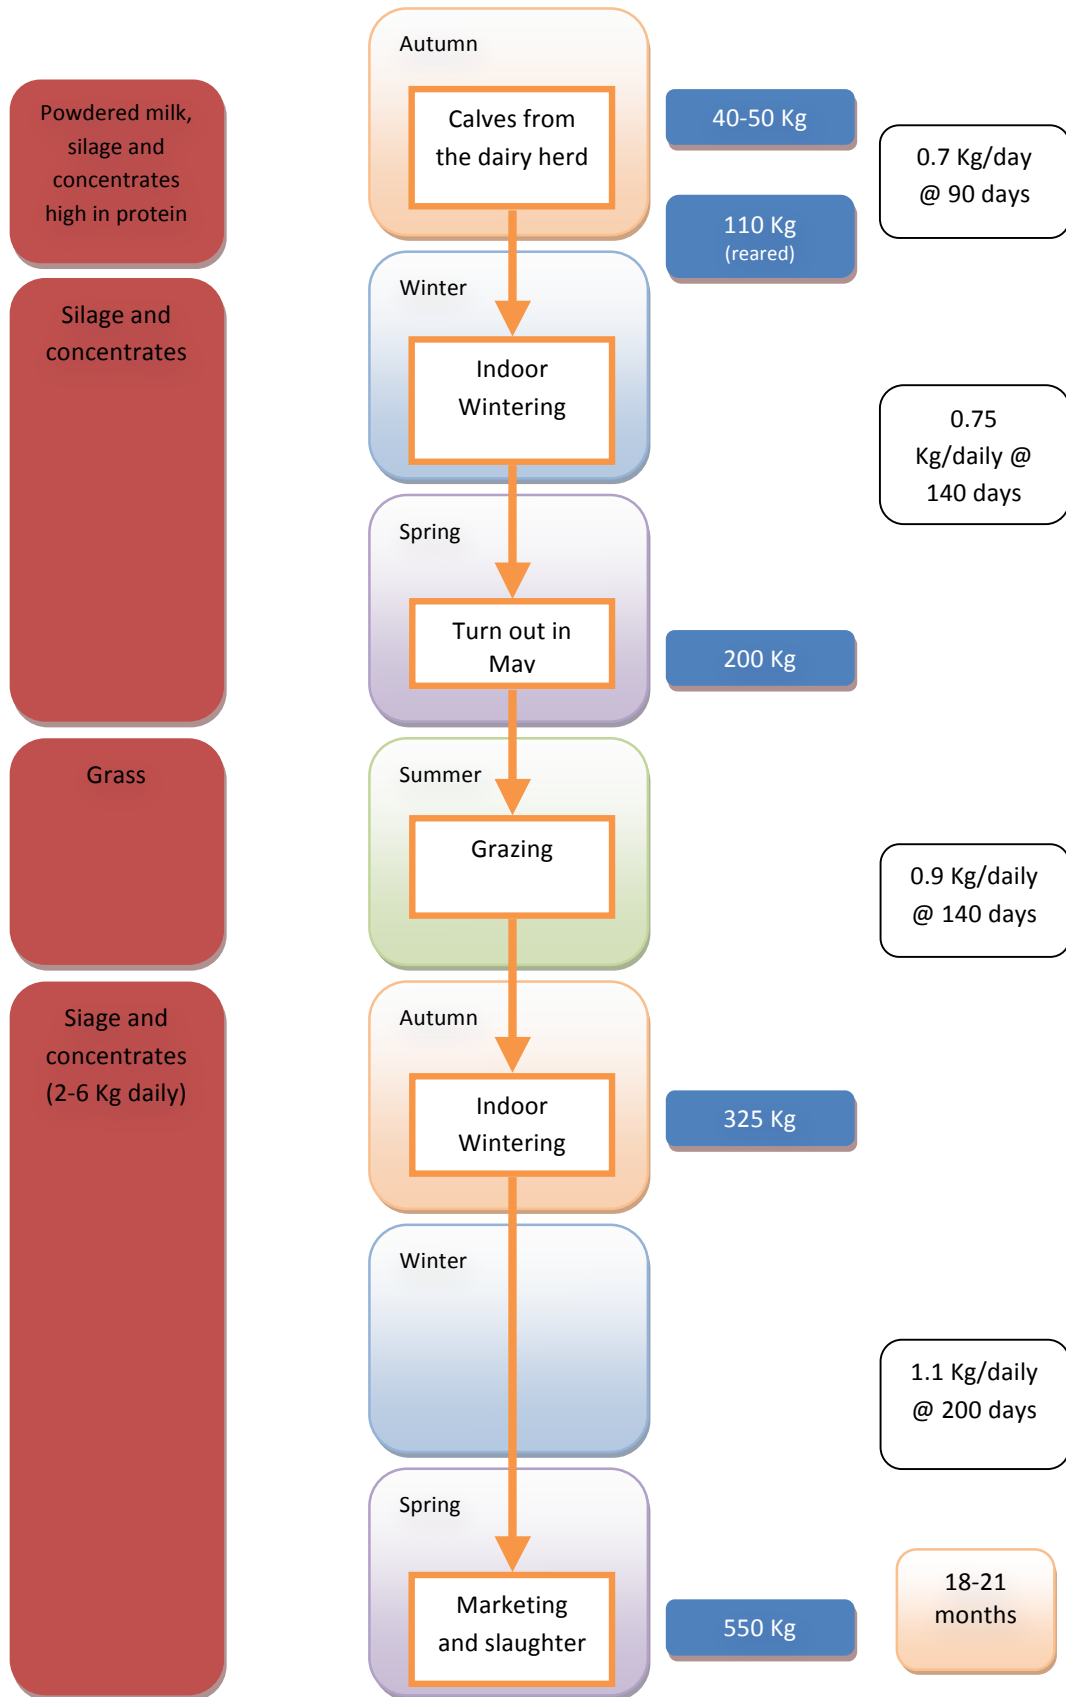 Autumn
Powdered milk,
silage and
concentrates
high in protein
Calves from
the dairy herd
40-50 Kg
0.7 Kg/day
@ 90 days
110 Kg
(reared)
Winter
Silage and
concentrates
Indoor
Wintering
0.75
Kg/daily @
140 days
Spring
Turn out in
May
200 Kg
Grass
Summer
Grazing
0.9 Kg/daily
@ 140 days
Siage and
concentrates
(2-6 Kg daily)
Autumn
Indoor
Wintering
325 Kg
Winter
1.1 Kg/daily
@ 200 days
Spring
Marketing
and slaughter
550 Kg
18-21
months